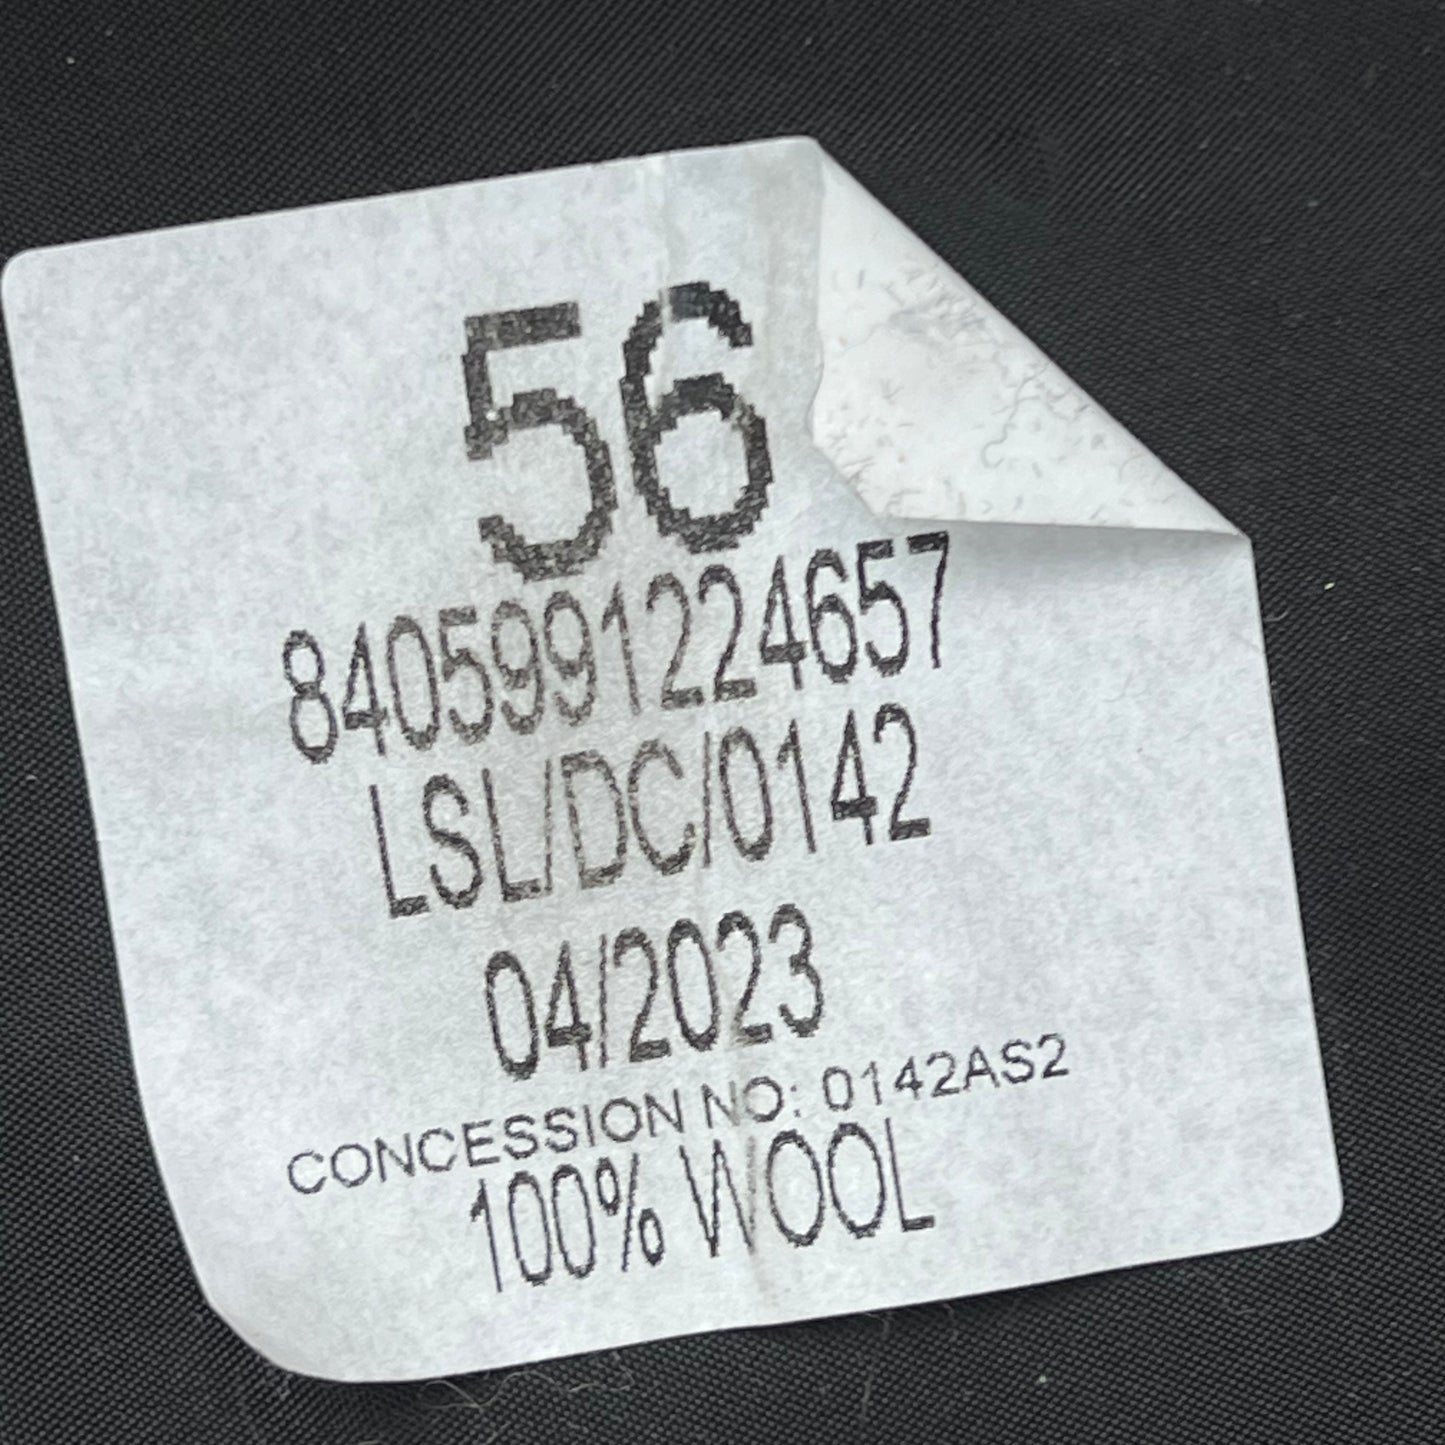 56
8405991224657
LSL/DC/0142
04/2023
CONCESSION NO: 0142AS2
100% WOOL